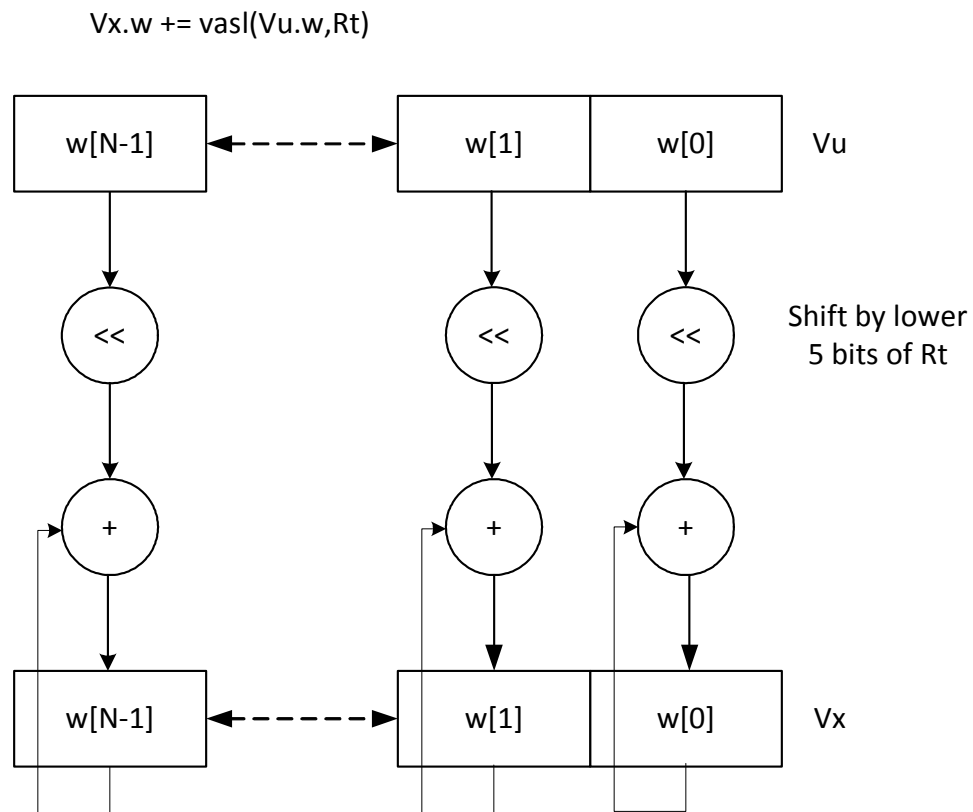 Vx.w += vasl(Vu.w,Rt)
w[N-1] w[1] w[0] Vu
<< << << Shift by lower
5 bits of Rt
+ + +
w[N-1] w[1] w[0] Vx